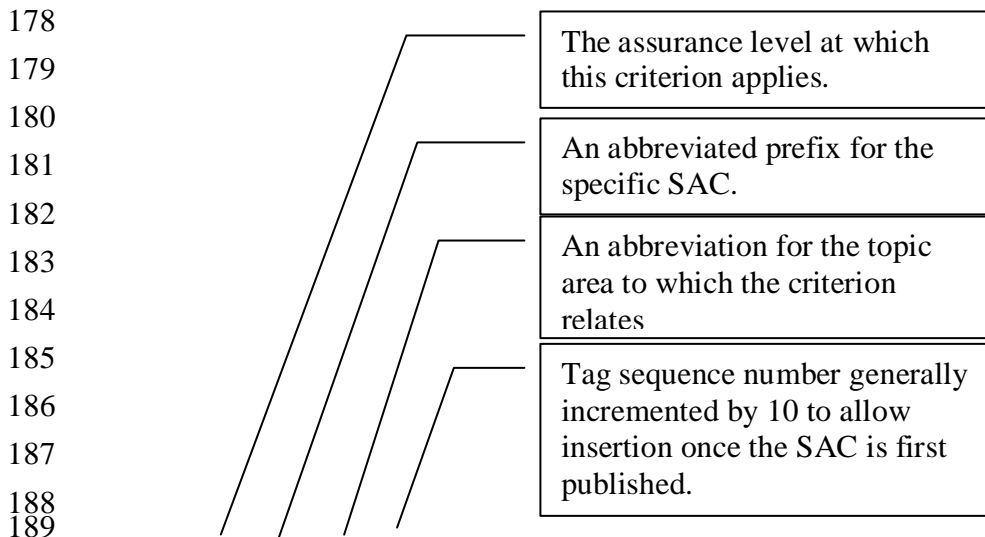 178
179
180
181
182
183
184
185
186
187
188
189
The assurance level at which
this criterion applies.
An abbreviated prefix for the
specific SAC.
An abbreviation for the topic
area to which the criterion
relates
Tag sequence number generally
incremented by 10 to allow
insertion once the SAC is first
published.